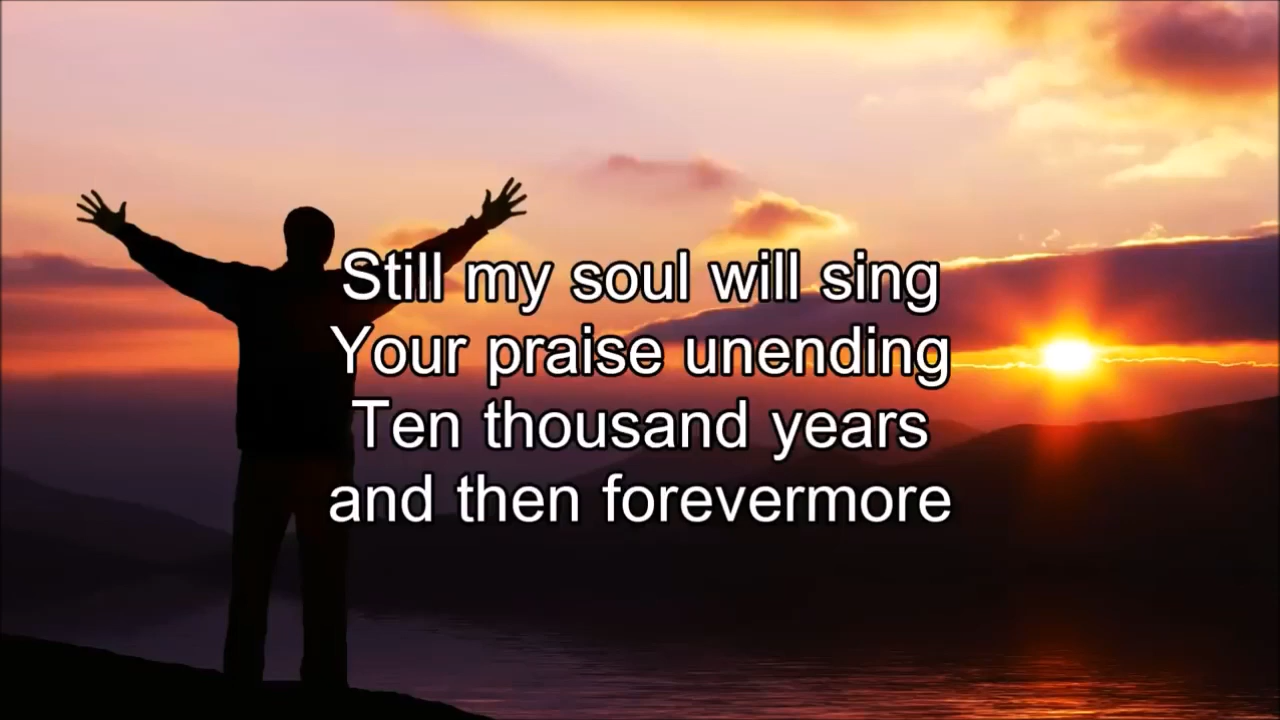 Still my soul will sing
Your praise unending
Ten thousand years
and then forevermore